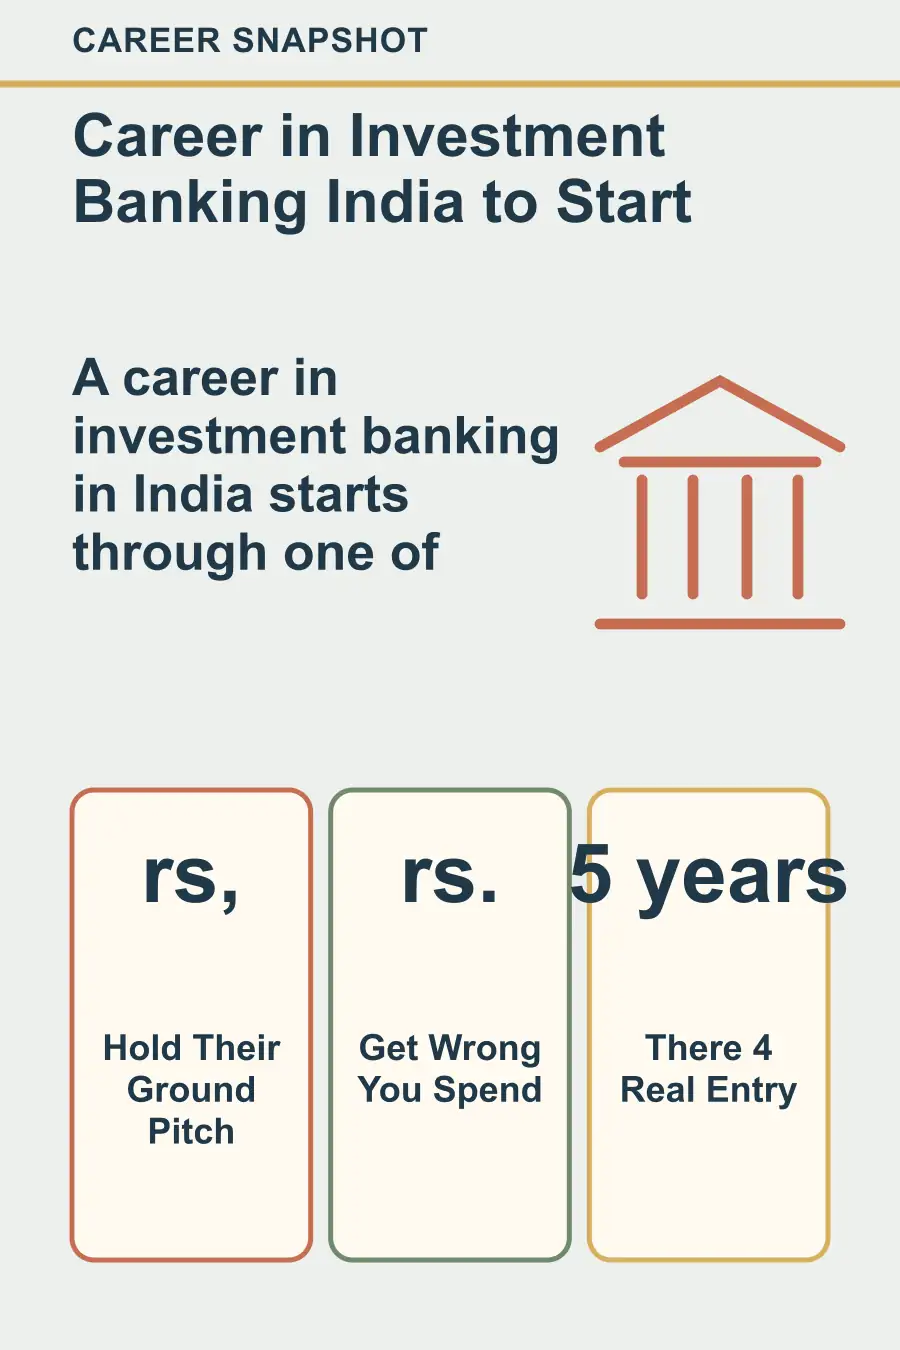 CAREER SNAPSHOT
Career in Investment
Banking India to Start
A career in
investment banking
in India starts
through one of
rs,
Hold Their
Ground
Pitch
rs.
Get Wrong
You Spend
5 years
There 4
Real Entry